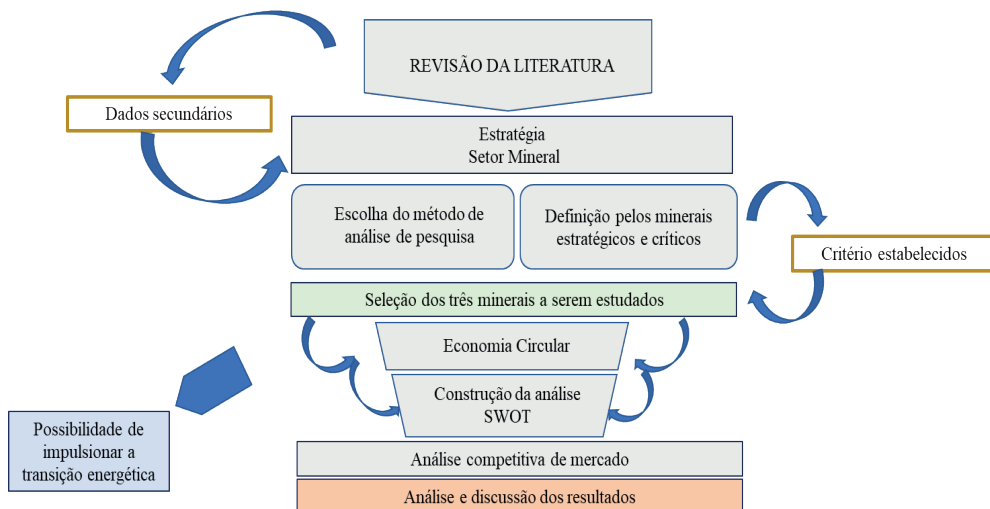 REVISÃO DA LITERATURA
Dados secundários
Estratégia
Setor Mineral
Escolha do método de
análise de pesquisa
Definição pelos minerais
estratégicos e críticos
Critério estabelecidos
Seleção dos três minerais a serem estudados
Economia Circular
Construção da análise
SWOT
Possibilidade de
impulsionar a
transição energética
Análise competitiva de mercado
Análise e discussão dos resultados